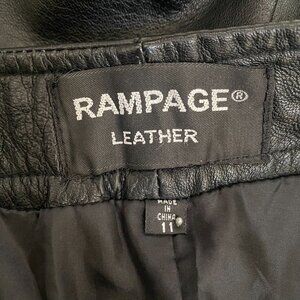 RAMPAGE®
LEATHER
MADE
IN
CHINA
11